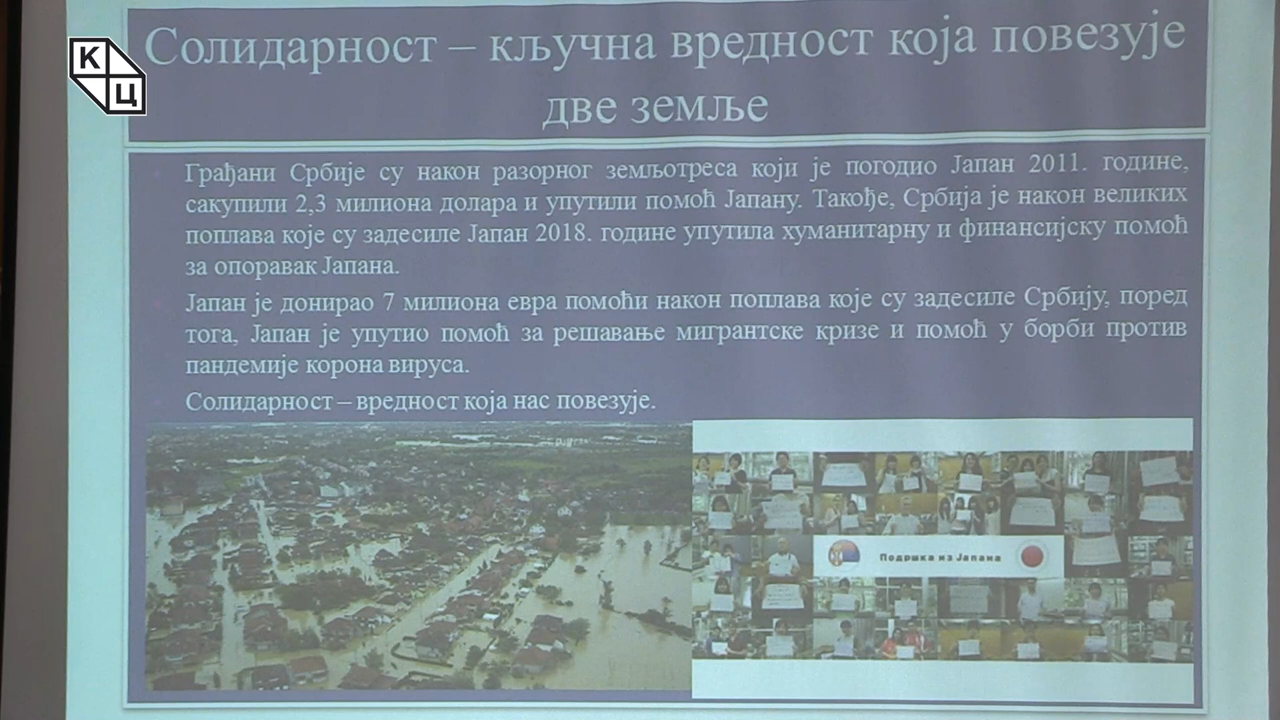 К
Ц
Солидарност – кључна вредност која повезује
две земље
Грађани Србије су након разорног земљотреса који је погодио Јапан 2011. године,
сакупили 2,3 милиона долара и упутили помоћ Јапану. Такође, Србија је након великих
поплава које су задесиле Јапан 2018. године упутила хуманитарну и финансијску помоћ
за опоравак Јапана.
Јапан је донирао 7 милиона евра помоћи након поплава које су задесиле Србију, поред
тога, Јапан је упутио помоћ за решавање мигрантске кризе и помоћ у борби против
пандемије корона вируса.
Солидарност – вредност која нас повезује.
Подршка из Јапана